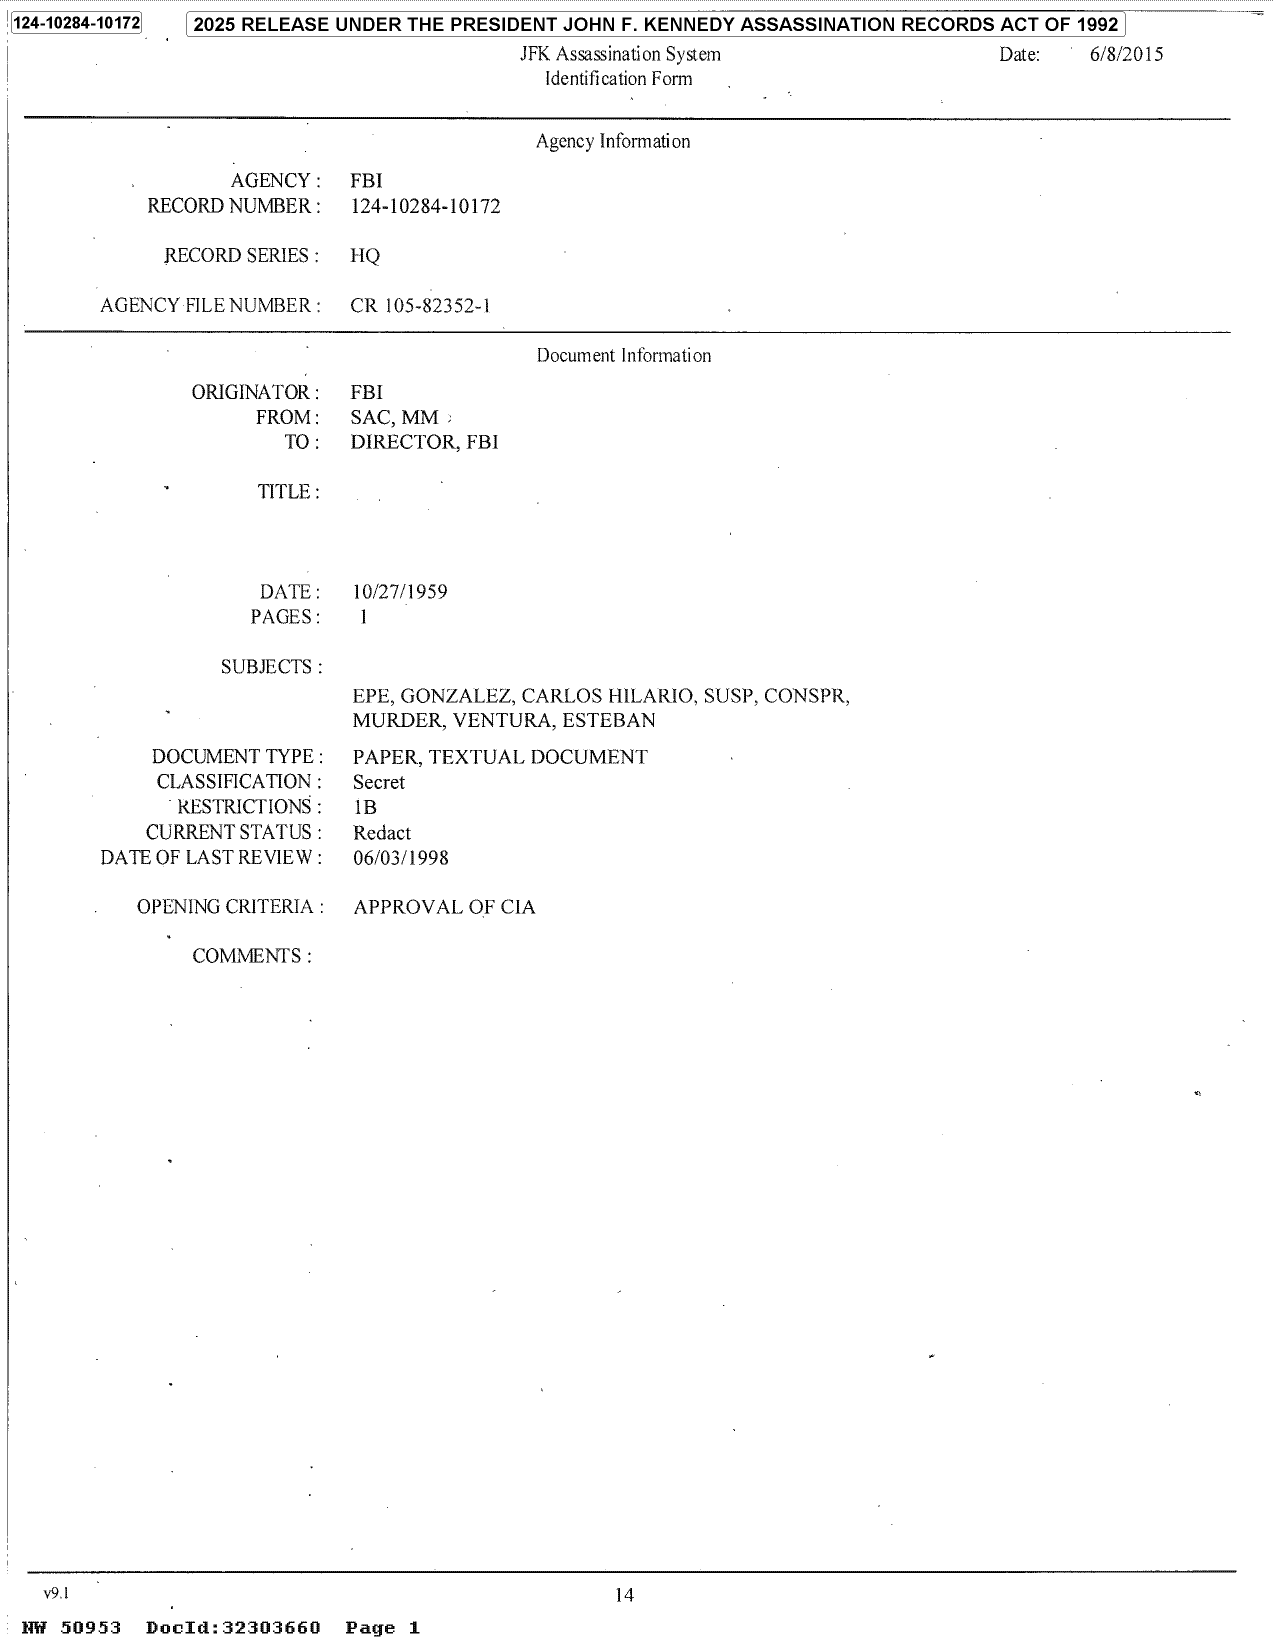 124-10284-10172
2025 RELEASE UNDER THE PRESIDENT JOHN F. KENNEDY ASSASSINATION RECORDS ACT OF 1992
JFK Assassination System
Date: 6/8/2015
Identification Form
Agency Information
AGENCY : FBI
RECORD NUMBER : 124-10284-10172
RECORD SERIES : HQ
AGENCY FILE NUMBER : CR 105-82352-1
Document Information
ORIGINATOR : FBI
FROM : SAC, MM
TO : DIRECTOR, FBI
TITLE :
DATE : 10/27/1959
PAGES : 1
SUBJECTS :
EPE, GONZALEZ, CARLOS HILARIO, SUSP, CONSPR,
MURDER, VENTURA, ESTEBAN
DOCUMENT TYPE : PAPER, TEXTUAL DOCUMENT
CLASSIFICATION : Secret
RESTRICTIONS : 1B
CURRENT STATUS : Redact
DATE OF LAST REVIEW : 06/03/1998
OPENING CRITERIA : APPROVAL OF CIA
COMMENTS :
v9.1
14
NW 50953 DocId:32303660 Page 1